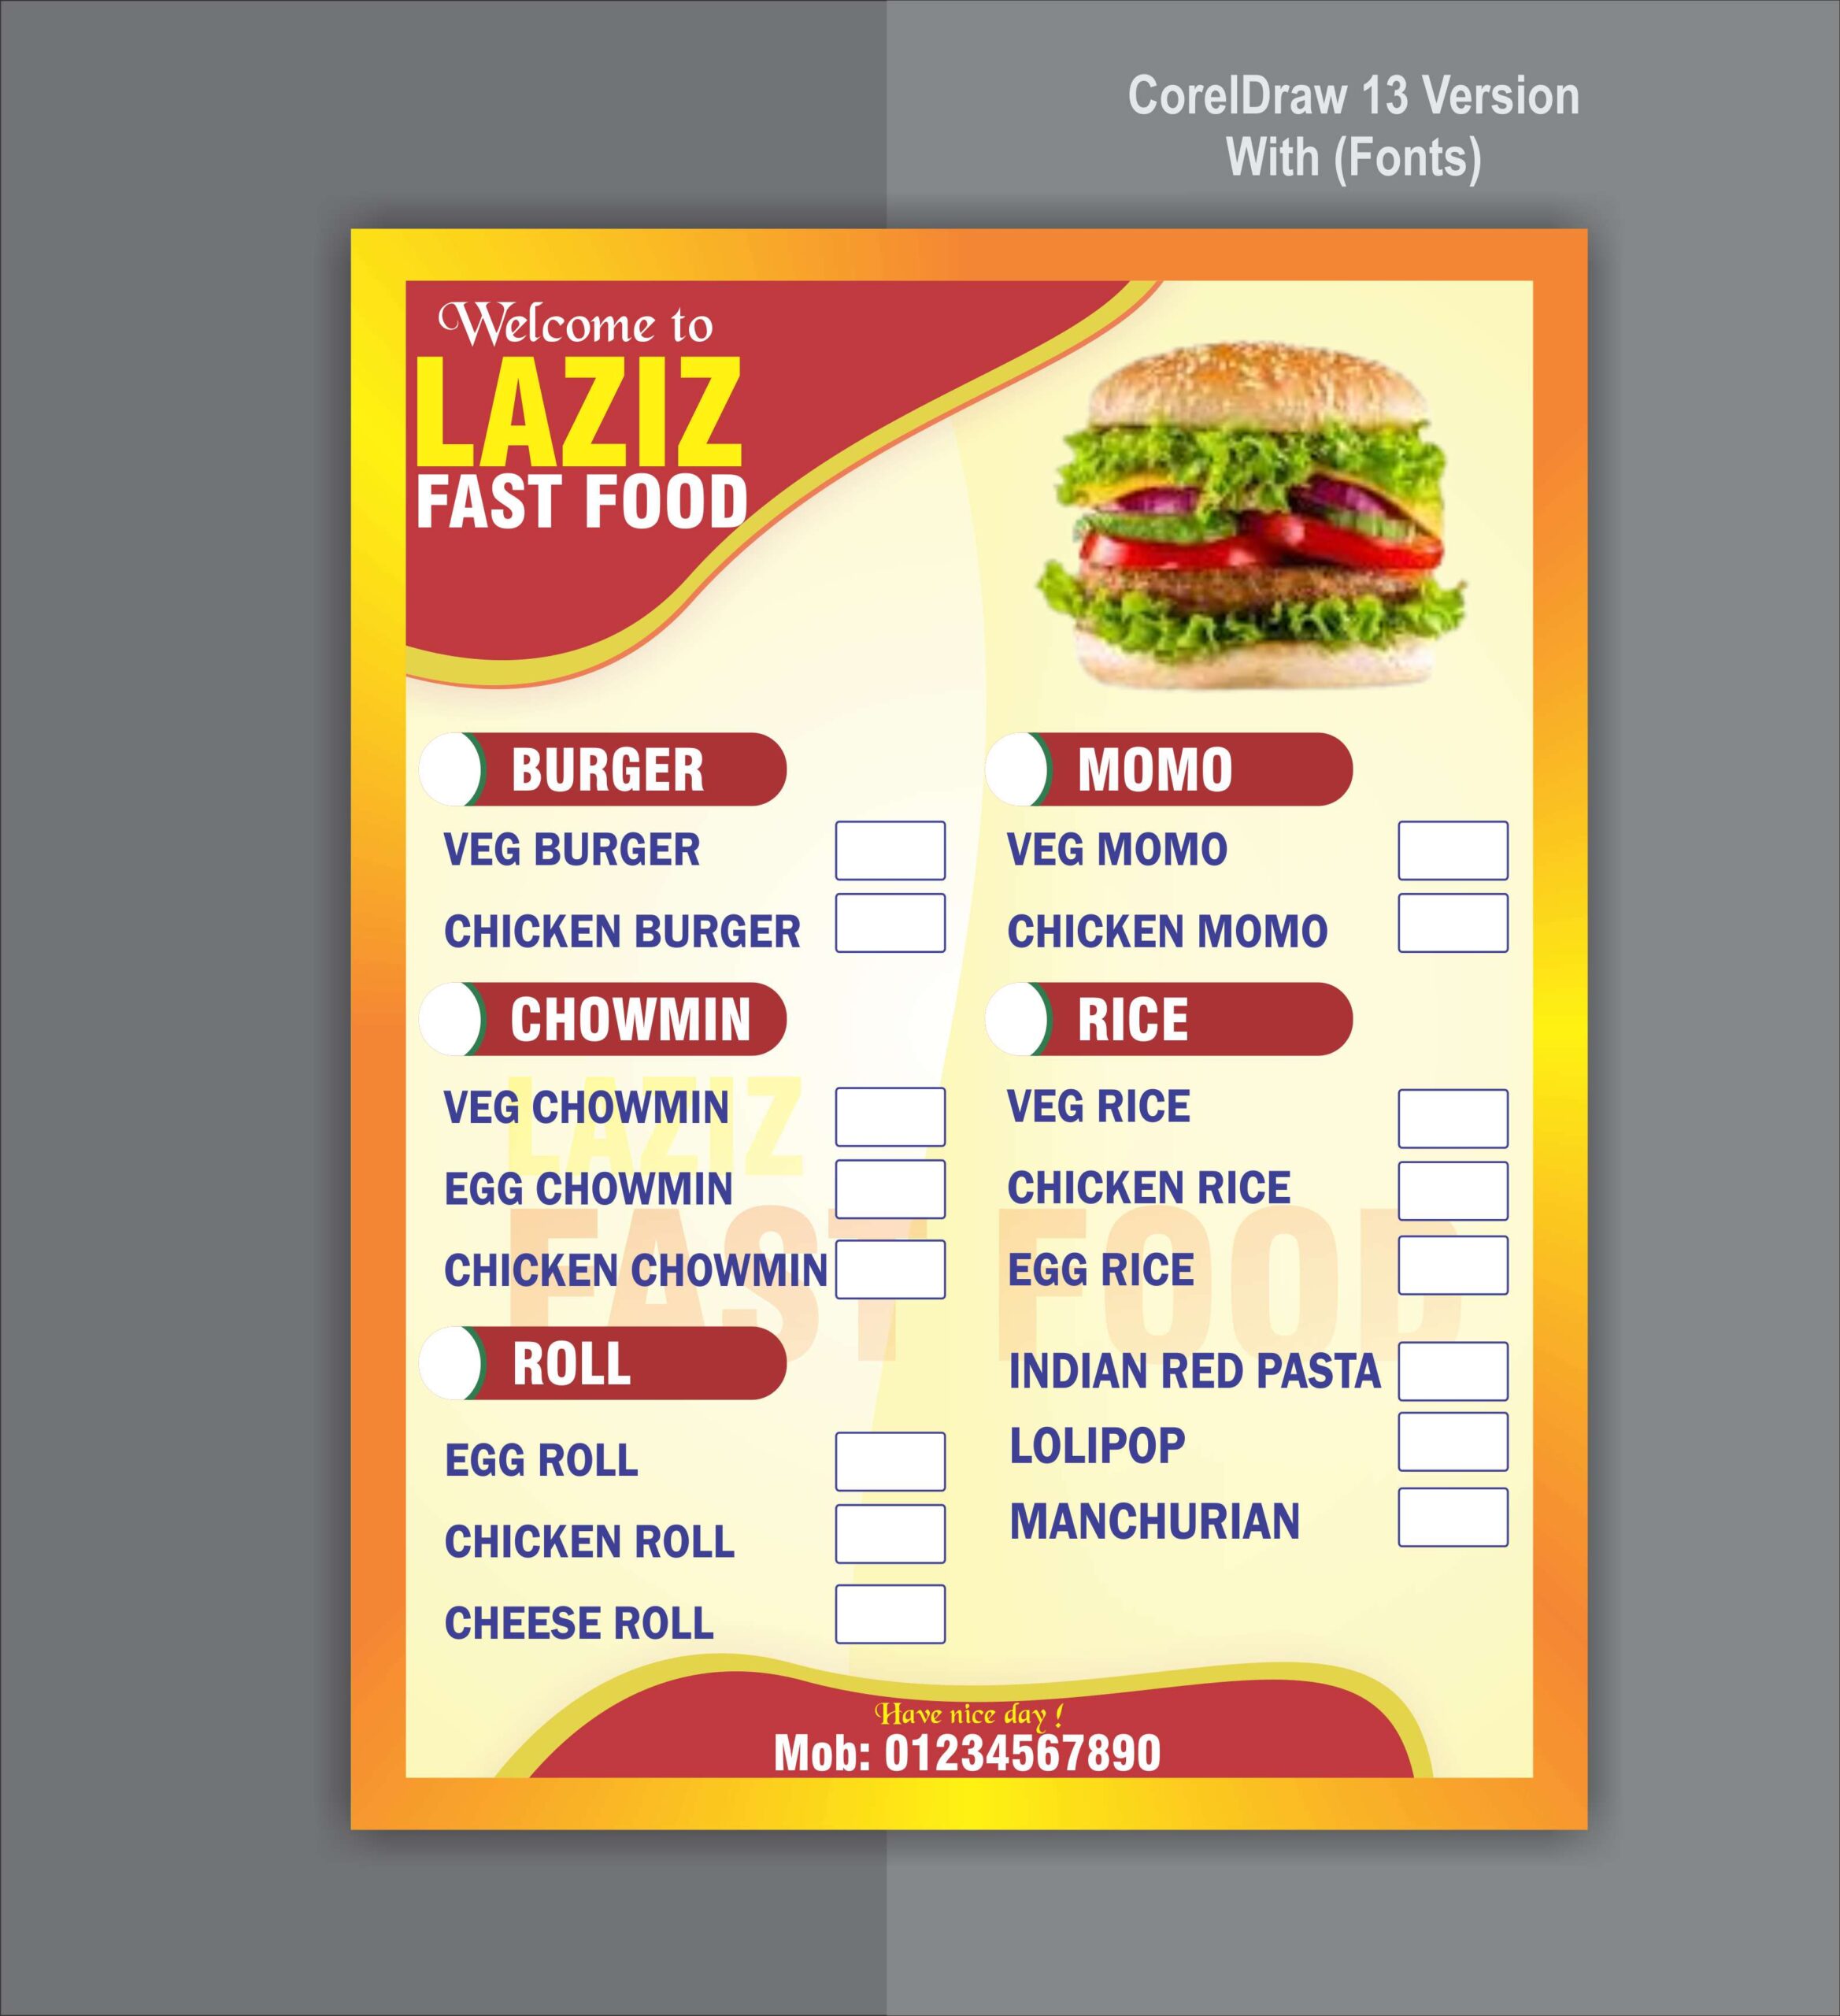 CorelDraw 13 Version
With (Fonts)
Welcome to
LAZIZ
FAST FOOD
BURGER
VEG BURGER
CHICKEN BURGER
CHOWMIN
VEG CHOWMIN
EGG CHOWMIN
CHICKEN CHOWMIN
ROLL
EGG ROLL
CHICKEN ROLL
CHEESE ROLL
MOMO
VEG MOMO
CHICKEN MOMO
RICE
VEG RICE
CHICKEN RICE
EGG RICE
INDIAN RED PASTA
LOLIPOP
MANCHURIAN
LAZIZ
FAST FOOD
Have nice day !
Mob: 01234567890